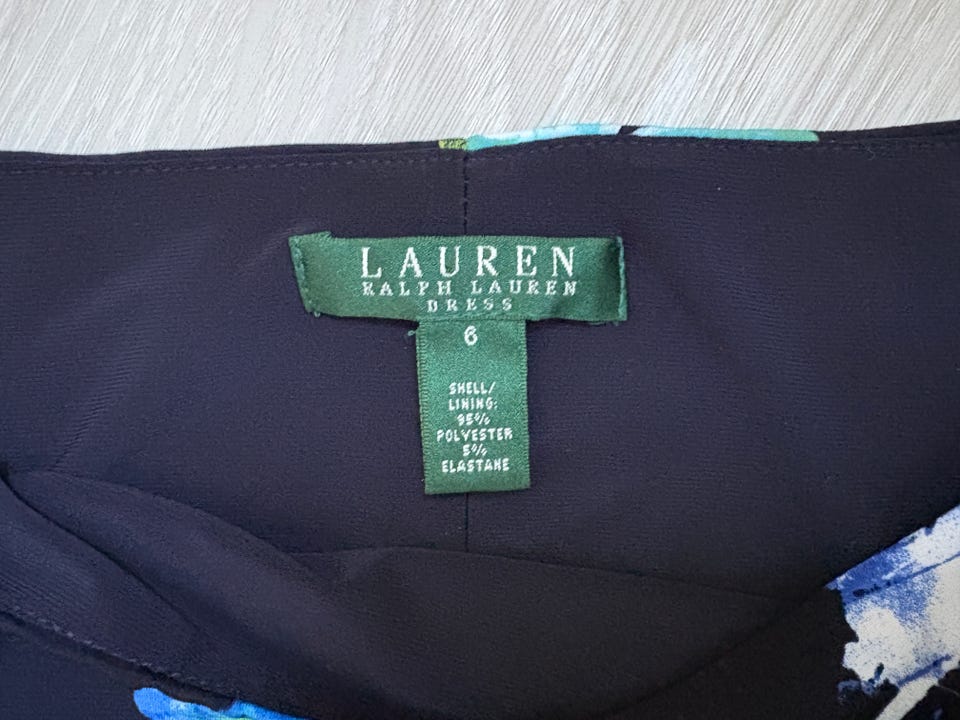 LAUREN
RALPH LAUREN
DRESS
6
SHELL/
LINING:
95%
POLYESTER
5%
ELASTANE